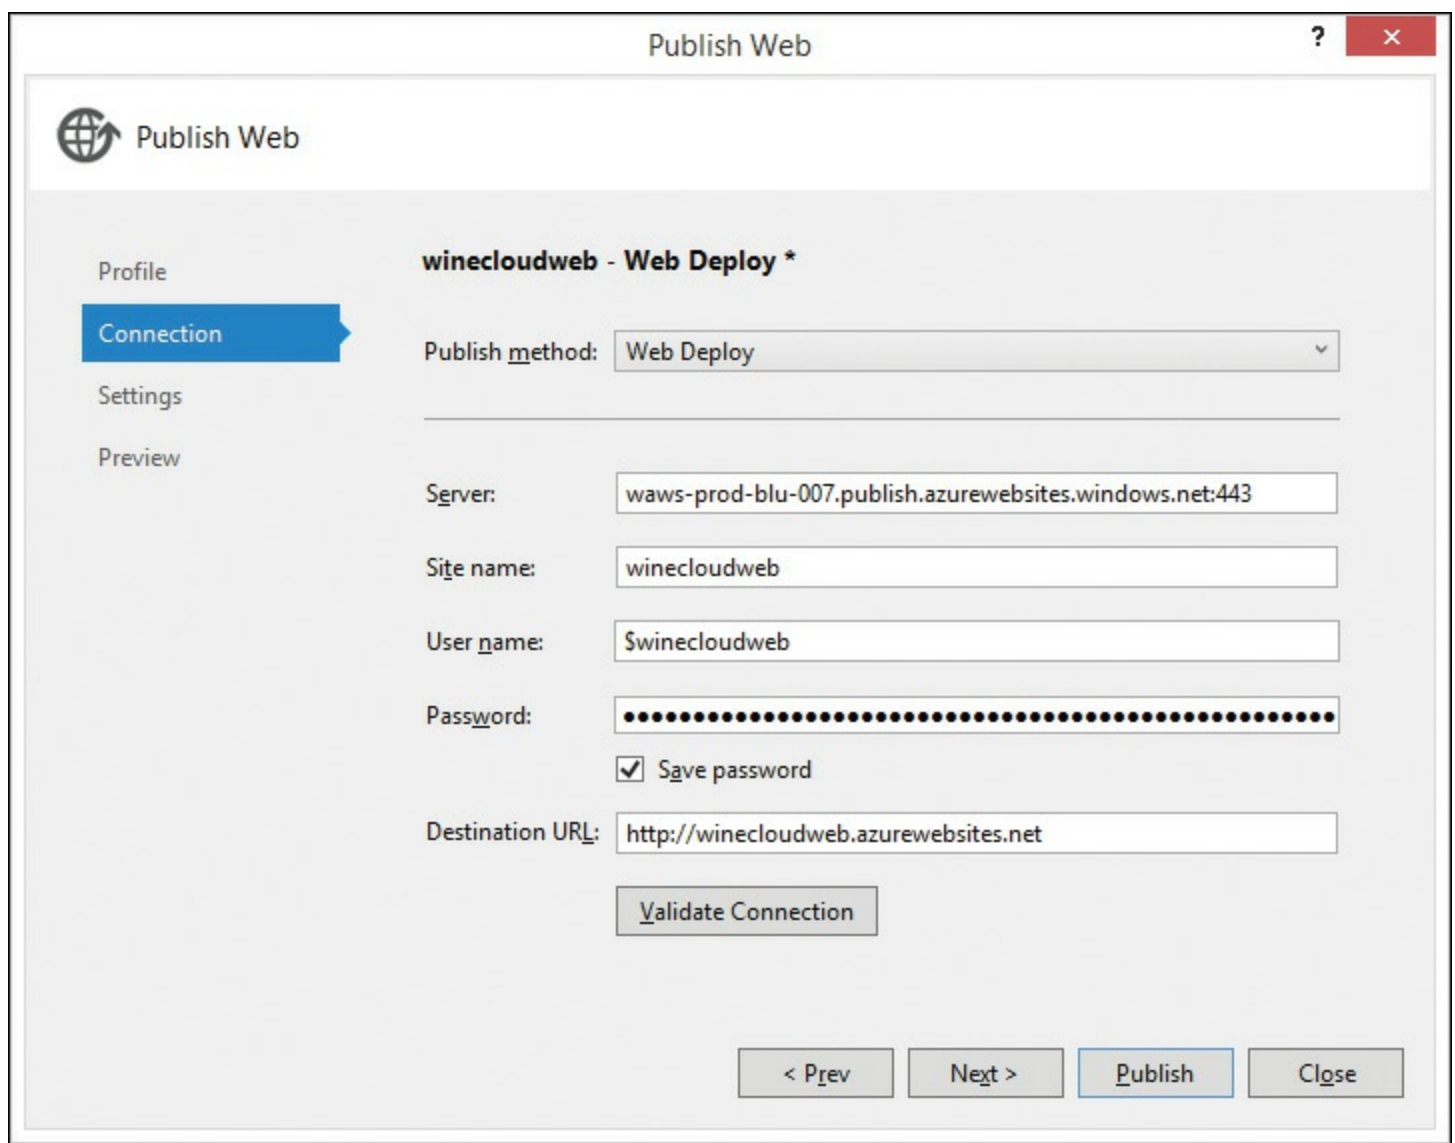 Publish Web
?
Publish Web
Profile
Connection
Settings
Preview
winecloudweb - Web Deploy *
Publish method: Web Deploy
Server: waws-prod-blu-007.publish.azurewebsites.windows.net:443
Site name: winecloudweb
User name: $winecloudweb
Password: ●●●●●●●●●●●●●●●●●●●●●●●●●●●●●●●●●●●●●●●●●●●●●●●●●●●
Save password
Destination URL: http://winecloudweb.azurewebsites.net
Validate Connection
< Prev Next > Publish Close